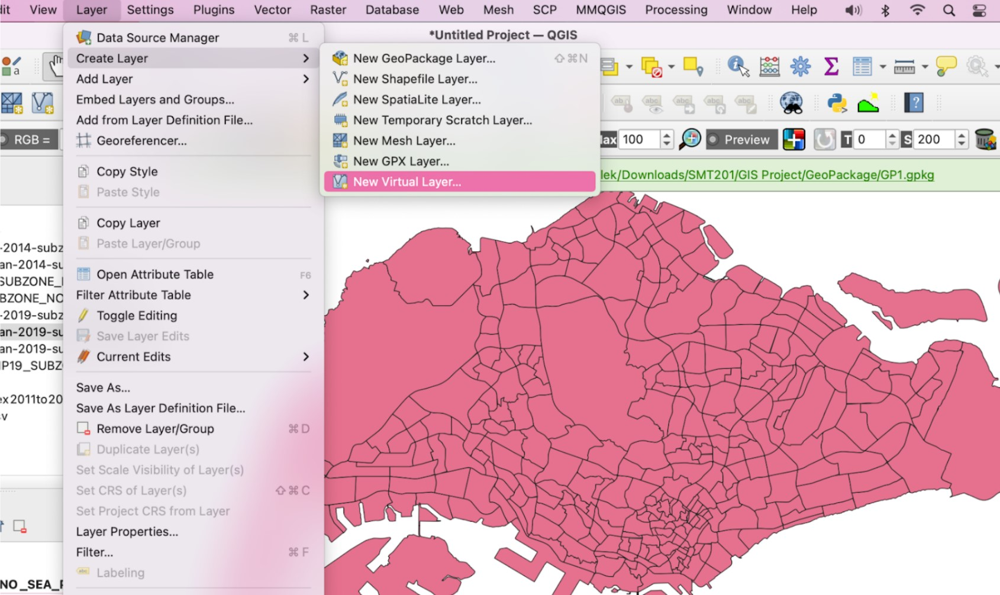 View Layer Settings Plugins Vector Raster Database Web Mesh SCP MMQGIS Processing Window Help
*Untitled Project — QGIS
Data Source Manager ⌘ L
Create Layer
Add Layer
Embed Layers and Groups...
Add from Layer Definition File...
Georeferencer...
Copy Style
Paste Style
Copy Layer
Paste Layer/Group
Open Attribute Table F6
Filter Attribute Table
Toggle Editing
Save Layer Edits
Current Edits
Save As...
Save As Layer Definition File...
Remove Layer/Group ⌘ D
Duplicate Layer(s)
Set Scale Visibility of Layer(s)
Set CRS of Layer(s) ⇧ ⌘ C
Set Project CRS from Layer
Layer Properties...
Filter... ⌘ F
abc Labeling
New GeoPackage Layer... ⇧⌘N
New Shapefile Layer...
New SpatiaLite Layer...
New Temporary Scratch Layer...
New Mesh Layer...
New GPX Layer...
New Virtual Layer...
a
RGB =
ax 100 Preview T 0 S 200
lek/Downloads/SMT201/GIS Project/GeoPackage/GP1.gpkg
-2014-subz
an-2014-su
SUBZONE_
BZONE_NO
-2019-subz
an-2019-su
an-2019-su
P19_SUBZ
ex2011to20
sv
NO_SEA_